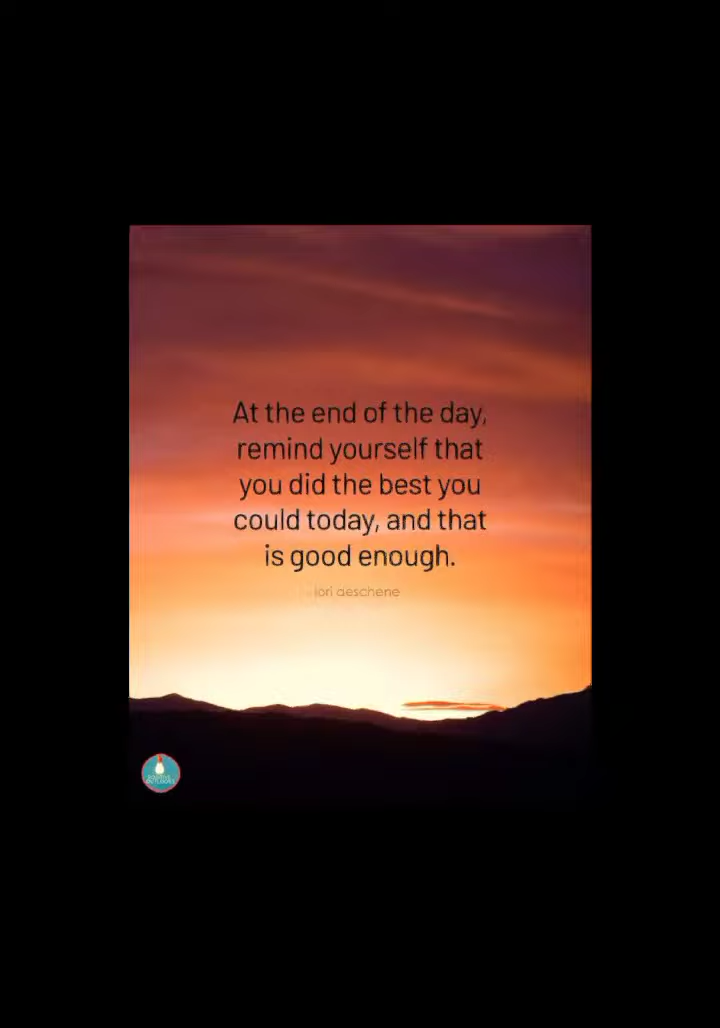 At the end of the day,
remind yourself that
you did the best you
could today, and that
is good enough.
lori deschene